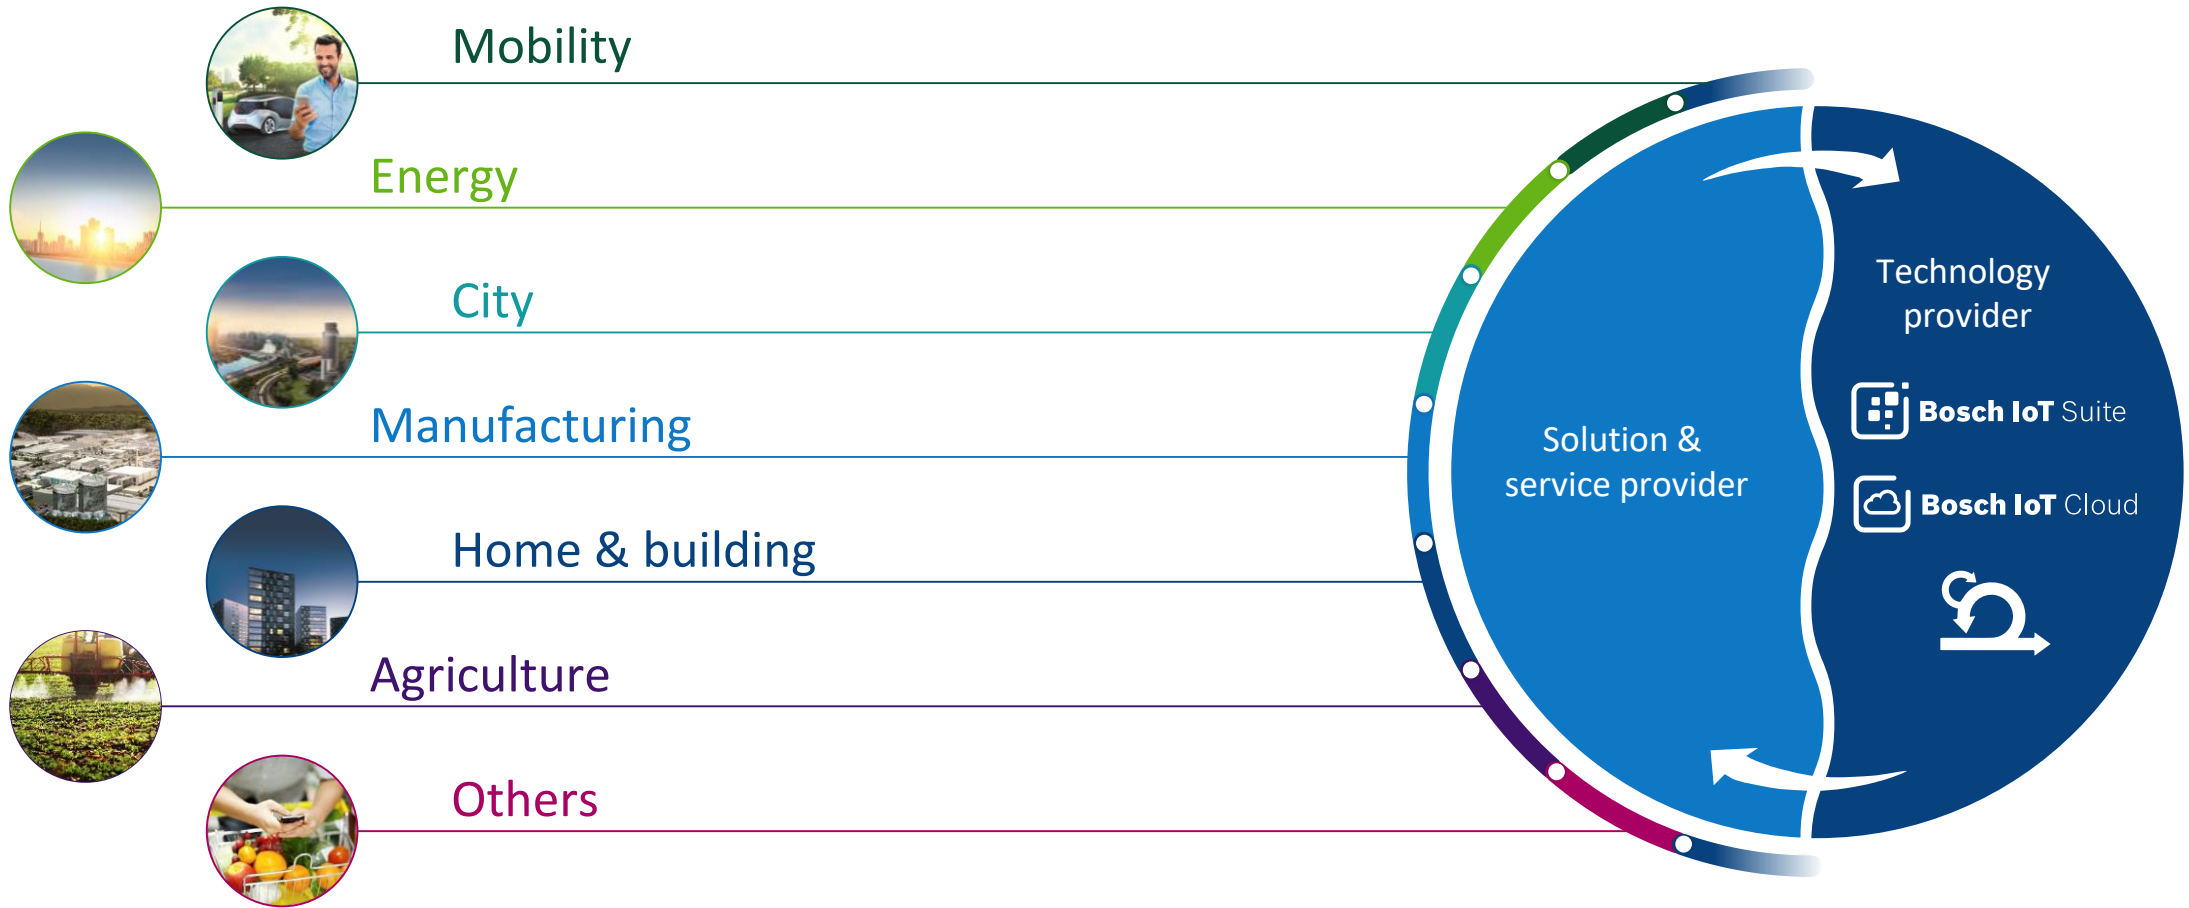 Mobility
Energy
City
Manufacturing
Home & building
Agriculture
Others
Solution &
service provider
Technology
provider
Bosch IoT Suite
Bosch IoT Cloud